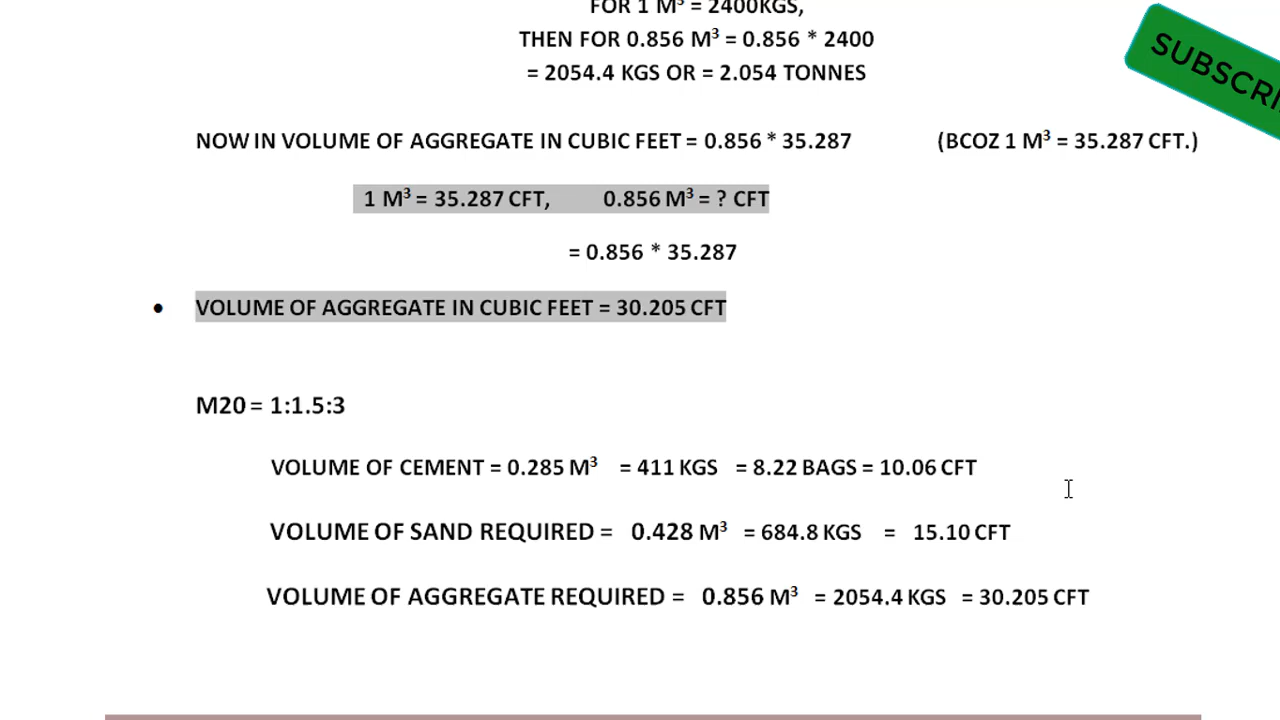 FOR 1 M³ = 2400KGS,
THEN FOR 0.856 M³ = 0.856 * 2400
= 2054.4 KGS OR = 2.054 TONNES
NOW IN VOLUME OF AGGREGATE IN CUBIC FEET = 0.856 * 35.287 (BCOZ 1 M³ = 35.287 CFT.)
1 M³ = 35.287 CFT, 0.856 M³ = ? CFT
= 0.856 * 35.287
• VOLUME OF AGGREGATE IN CUBIC FEET = 30.205 CFT
M20 = 1:1.5:3
VOLUME OF CEMENT = 0.285 M³ = 411 KGS = 8.22 BAGS = 10.06 CFT
VOLUME OF SAND REQUIRED = 0.428 M³ = 684.8 KGS = 15.10 CFT
VOLUME OF AGGREGATE REQUIRED = 0.856 M³ = 2054.4 KGS = 30.205 CFT